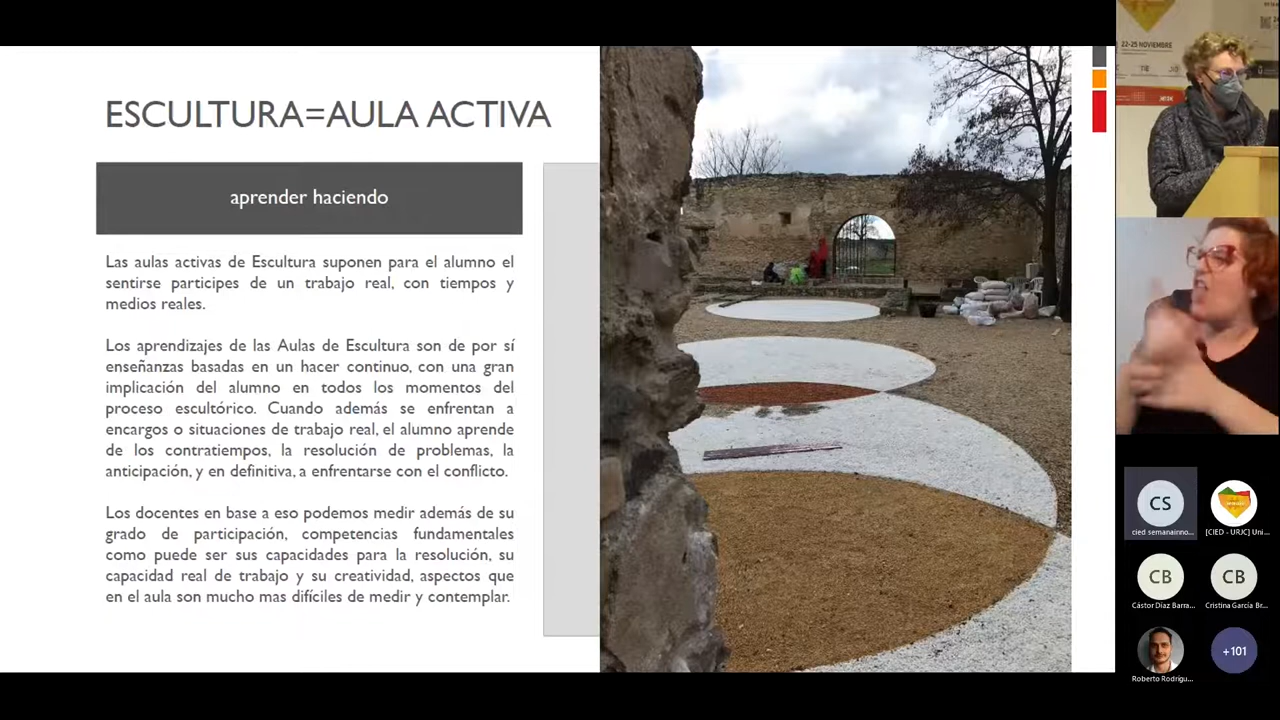 ESCULTURA=AULA ACTIVA
aprender haciendo
Las aulas activas de Escultura suponen para el alumno el
sentirse participes de un trabajo real, con tiempos y
medios reales.
Los aprendizajes de las Aulas de Escultura son de por sí
enseñanzas basadas en un hacer continuo, con una gran
implicación del alumno en todos los momentos del
proceso escultórico. Cuando además se enfrentan a
encargos o situaciones de trabajo real, el alumno aprende
de los contratiempos, la resolución de problemas, la
anticipación, y en definitiva, a enfrentarse con el conflicto.
Los docentes en base a eso podemos medir además de su
grado de participación, competencias fundamentales
como puede ser sus capacidades para la resolución, su
capacidad real de trabajo y su creatividad, aspectos que
en el aula son mucho mas difíciles de medir y contemplar.
22-25 NOVIEMBRE
CS
cied semanainno...
[CIED - URJC] Uni...
CB
Cástor Díaz Barra...
CB
Cristina García Br...
Roberto Rodrígu...
+101